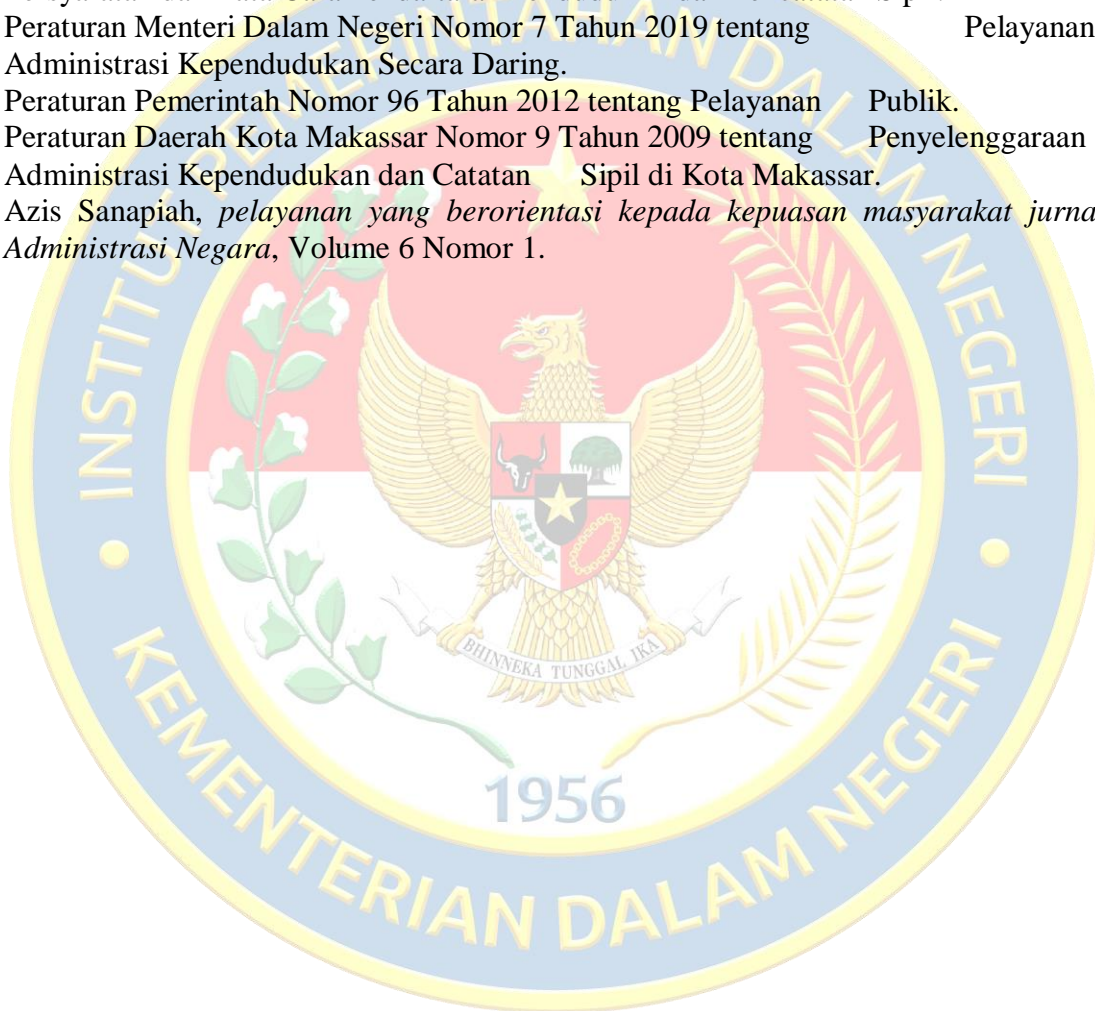 Peraturan Menteri Dalam Negeri Nomor 7 Tahun 2019 tentang Pelayanan
Administrasi Kependudukan Secara Daring.
Peraturan Pemerintah Nomor 96 Tahun 2012 tentang Pelayanan Publik.
Peraturan Daerah Kota Makassar Nomor 9 Tahun 2009 tentang Penyelenggaraan
Administrasi Kependudukan dan Catatan Sipil di Kota Makassar.
Azis Sanapiah, pelayanan yang berorientasi kepada kepuasan masyarakat jurna
Administrasi Negara, Volume 6 Nomor 1.
INSTITUT PEMERINTAHAN DALAM NEGERI
BHINNEKA TUNGGAL IKA
1956
KEMENTERIAN DALAM NEGERI